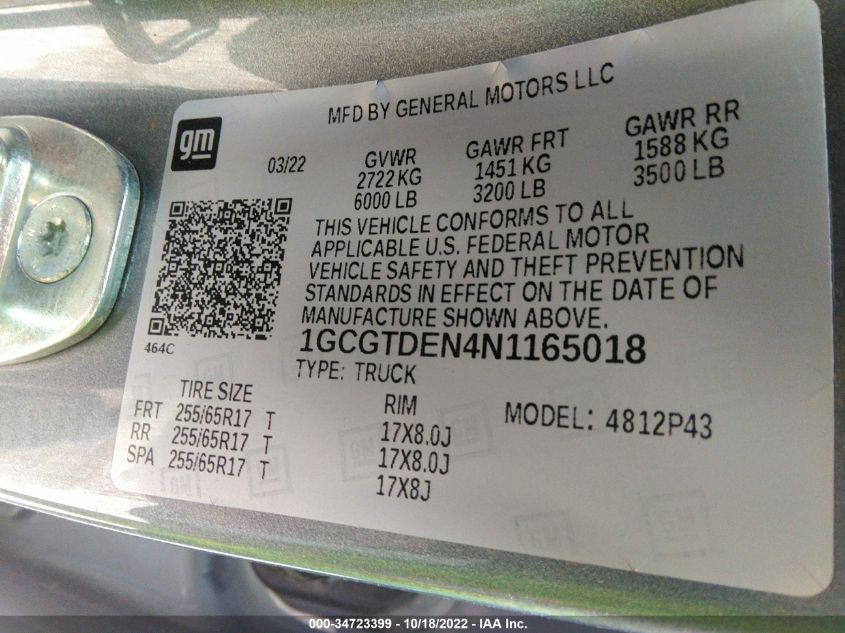 MFD BY GENERAL MOTORS LLC
gm
03/22
GVWR
2722 KG
6000 LB
GAWR FRT
1451 KG
3200 LB
GAWR RR
1588 KG
3500 LB
THIS VEHICLE CONFORMS TO ALL
APPLICABLE U.S. FEDERAL MOTOR
VEHICLE SAFETY AND THEFT PREVENTION
STANDARDS IN EFFECT ON THE DATE OF
MANUFACTURE SHOWN ABOVE.
464C
1GCGTDEN4N1165018
TYPE: TRUCK
TIRE SIZE
RIM
MODEL: 4812P43
FRT 255/65R17 T 17X8.0J
RR 255/65R17 T 17X8.0J
SPA 255/65R17 T 17X8J
000-34723399 - 10/18/2022 - IAA Inc.